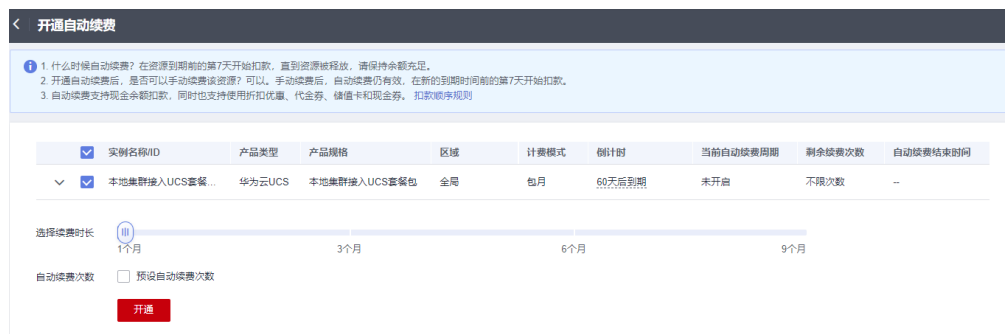 开通自动续费
1. 什么时候自动续费？在资源到期前的第7天开始扣款，直到资源被释放，请保持余额充足。
2. 开通自动续费后，是否可以手动续费该资源？可以。手动续费后，自动续费仍有效，在新的到期时间前的第7天开始扣款。
3. 自动续费支持现金余额扣款，同时也支持使用折扣优惠、代金券、储值卡和现金券。 扣款顺序规则
实例名称/ID 产品类型 产品规格 区域 计费模式 倒计时 当前自动续费周期 剩余续费次数 自动续费结束时间
本地集群接入UCS套餐... 华为云UCS 本地集群接入UCS套餐包 全局 包月 60天后到期 未开启 不限次数 --
选择续费时长
1个月 3个月 6个月 9个月
自动续费次数 预设自动续费次数
开通